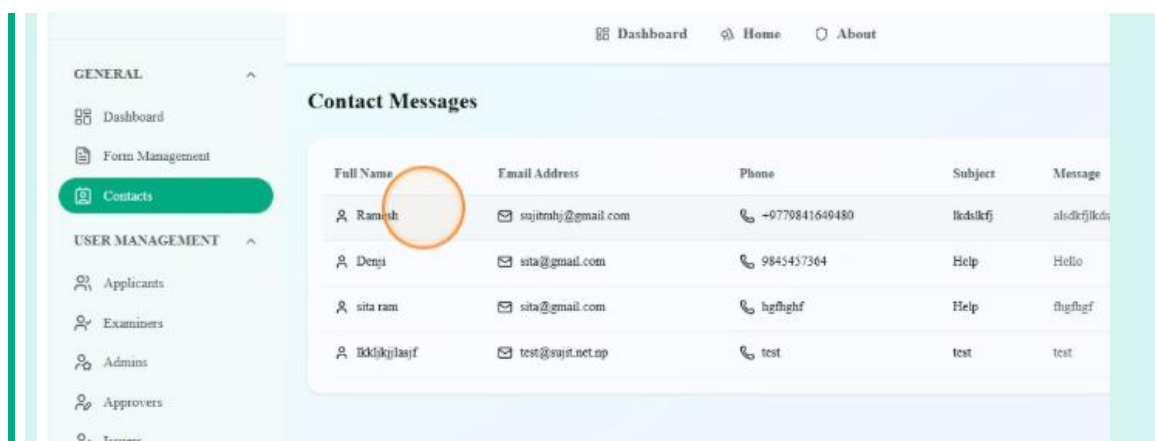 Dashboard Home About
GENERAL
Dashboard
Form Management
Contacts
USER MANAGEMENT
Applicants
Examiners
Admins
Approvers
Contact Messages
Full Name Email Address Phone Subject Message
Ramesh sujitmhj@gmail.com +9779841649480 lkdslkfj
Denji sita@gmail.com 9845457364 Help Hello
sita ram sita@gmail.com hgfhghf Help fhgfhgf
test@sujit.net.np test test test